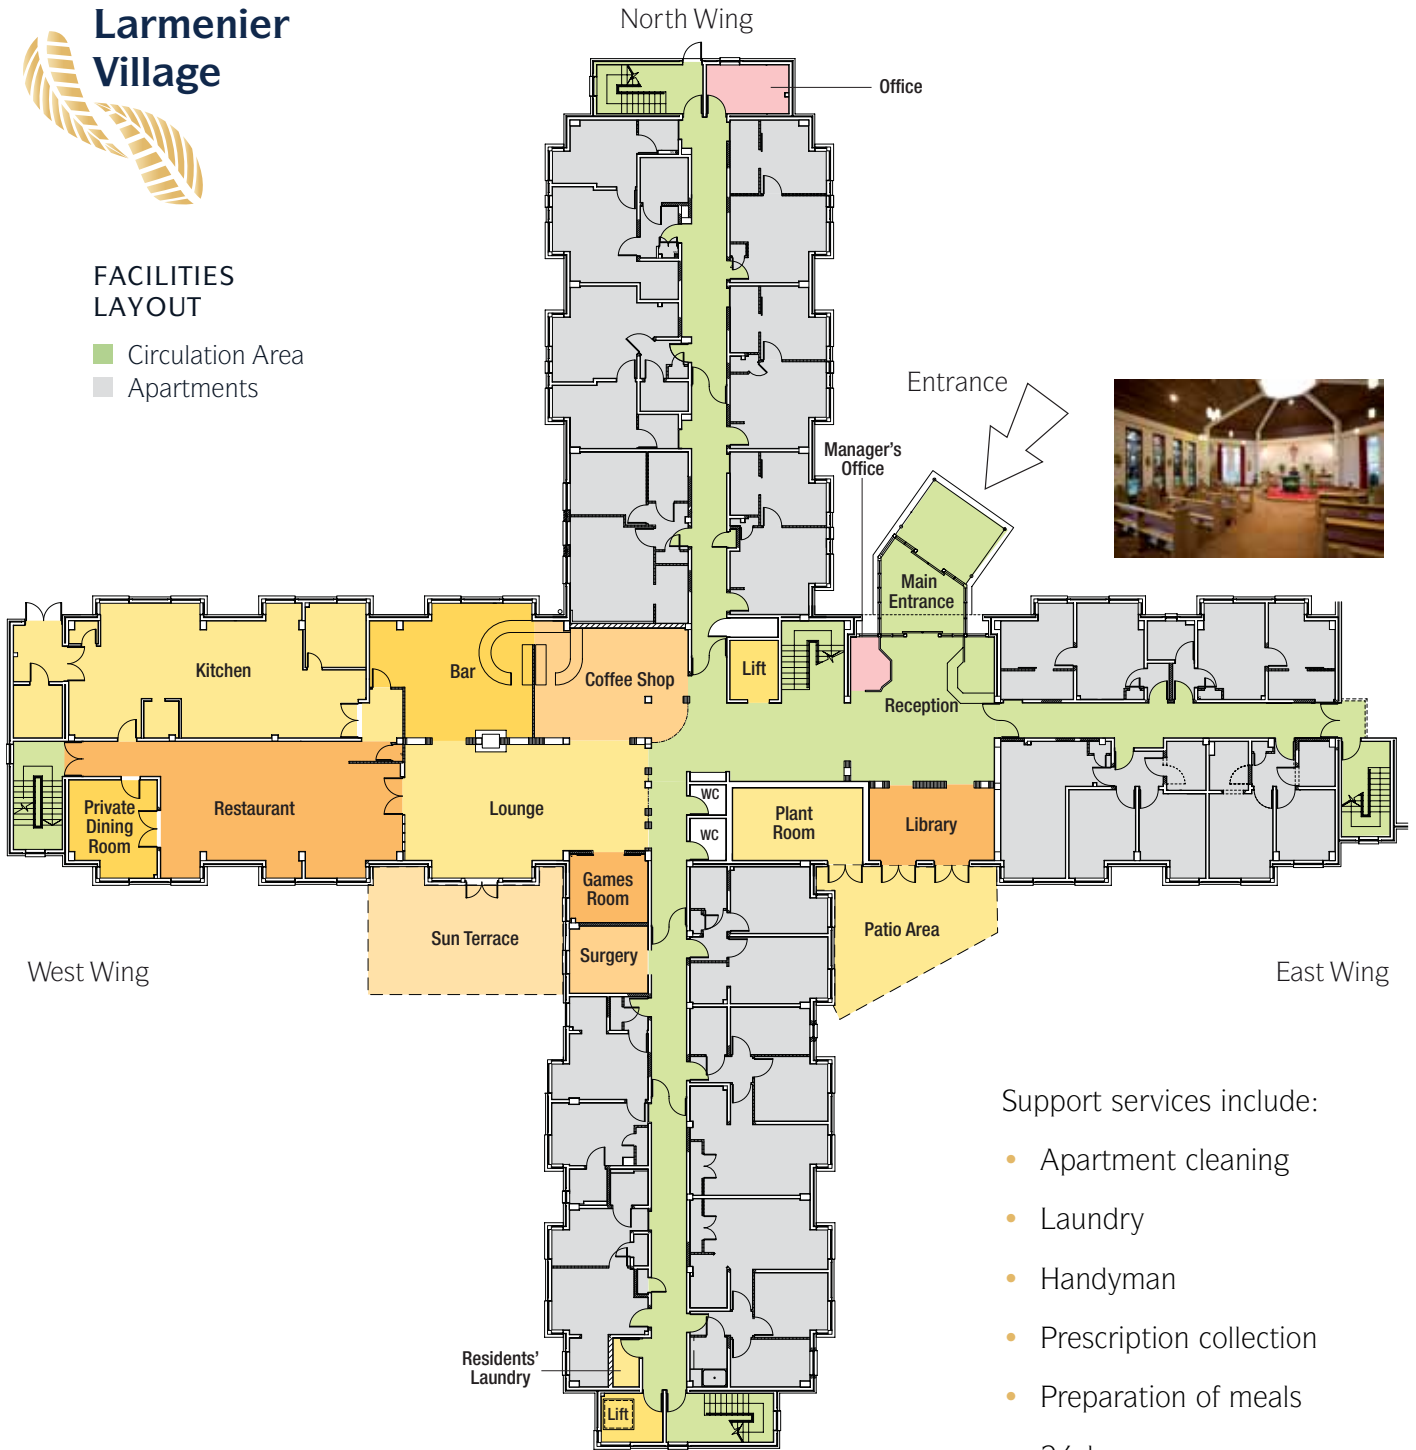 Larmenier
Village
FACILITIES
LAYOUT
Circulation Area
Apartments
North Wing
Office
Entrance
Manager's
Office
Main
Entrance
Kitchen
Bar
Coffee Shop
Lift
Reception
Private
Dining
Room
Restaurant
Lounge
WC
WC
Plant
Room
Library
Games
Room
Sun Terrace
Surgery
Patio Area
West Wing
East Wing
Residents'
Laundry
Lift
Support services include:
• Apartment cleaning
• Laundry
• Handyman
• Prescription collection
• Preparation of meals